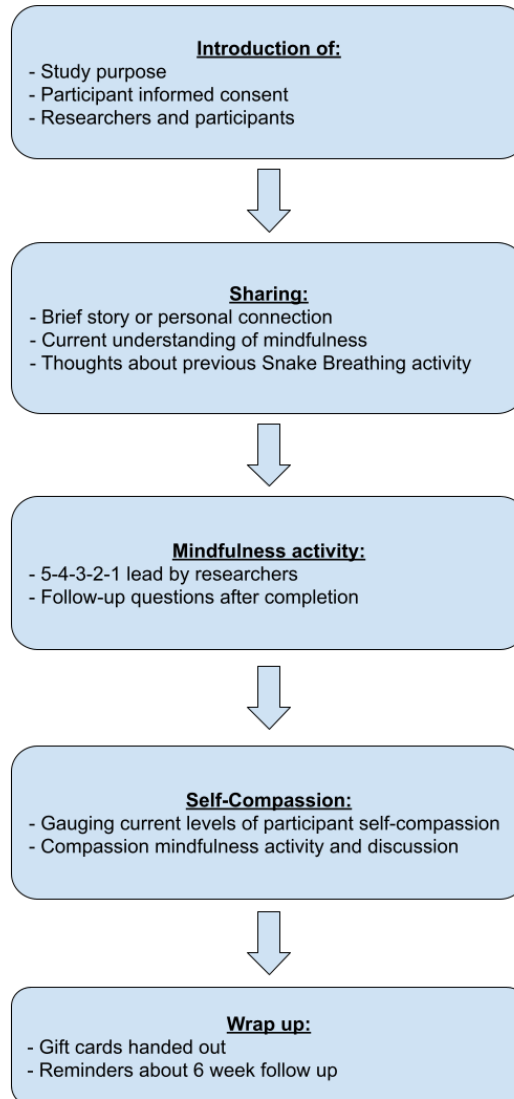 Introduction of:
- Study purpose
- Participant informed consent
- Researchers and participants
Sharing:
- Brief story or personal connection
- Current understanding of mindfulness
- Thoughts about previous Snake Breathing activity
Mindfulness activity:
- 5-4-3-2-1 lead by researchers
- Follow-up questions after completion
Self-Compassion:
- Gauging current levels of participant self-compassion
- Compassion mindfulness activity and discussion
Wrap up:
- Gift cards handed out
- Reminders about 6 week follow up